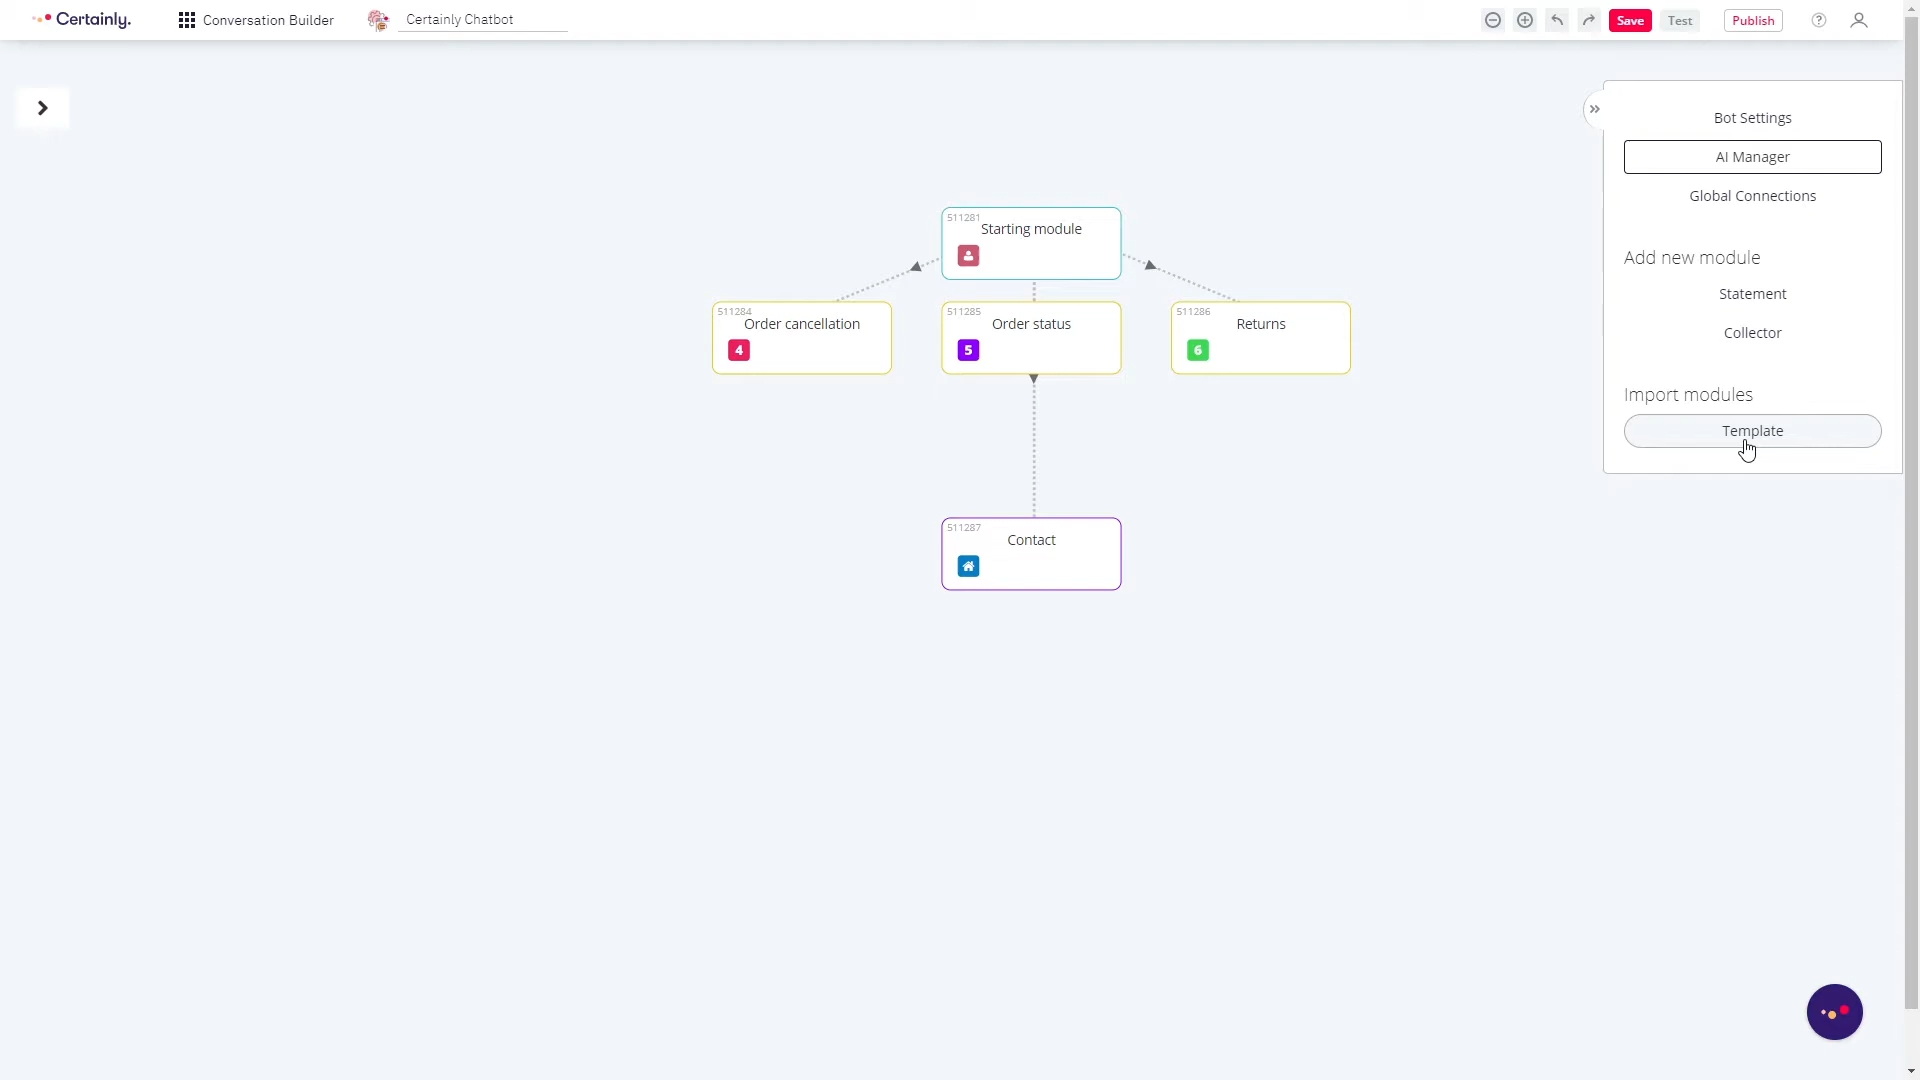 Certainly.
Conversation Builder
Certainly Chatbot
Save
Test
Publish
Bot Settings
AI Manager
Global Connections
Add new module
Statement
Collector
Import modules
Template
511281
Starting module
511284
Order cancellation
4
511285
Order status
5
511286
Returns
6
511287
Contact